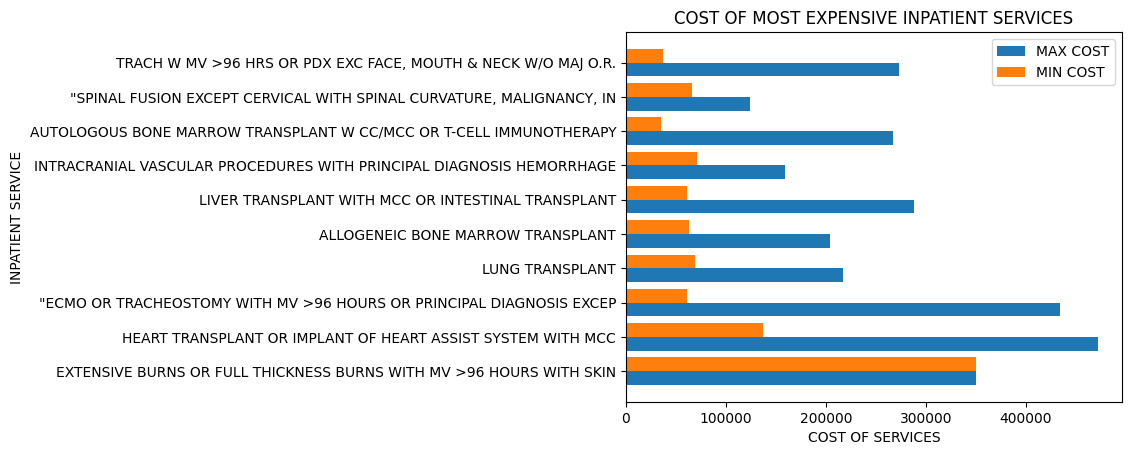 COST OF MOST EXPENSIVE INPATIENT SERVICES
MAX COST
MIN COST
INPATIENT SERVICE
TRACH W MV >96 HRS OR PDX EXC FACE, MOUTH & NECK W/O MAJ O.R.
"SPINAL FUSION EXCEPT CERVICAL WITH SPINAL CURVATURE, MALIGNANCY, IN
AUTOLOGOUS BONE MARROW TRANSPLANT W CC/MCC OR T-CELL IMMUNOTHERAPY
INTRACRANIAL VASCULAR PROCEDURES WITH PRINCIPAL DIAGNOSIS HEMORRHAGE
LIVER TRANSPLANT WITH MCC OR INTESTINAL TRANSPLANT
ALLOGENEIC BONE MARROW TRANSPLANT
LUNG TRANSPLANT
"ECMO OR TRACHEOSTOMY WITH MV >96 HOURS OR PRINCIPAL DIAGNOSIS EXCEP
HEART TRANSPLANT OR IMPLANT OF HEART ASSIST SYSTEM WITH MCC
EXTENSIVE BURNS OR FULL THICKNESS BURNS WITH MV >96 HOURS WITH SKIN
0 100000 200000 300000 400000
COST OF SERVICES